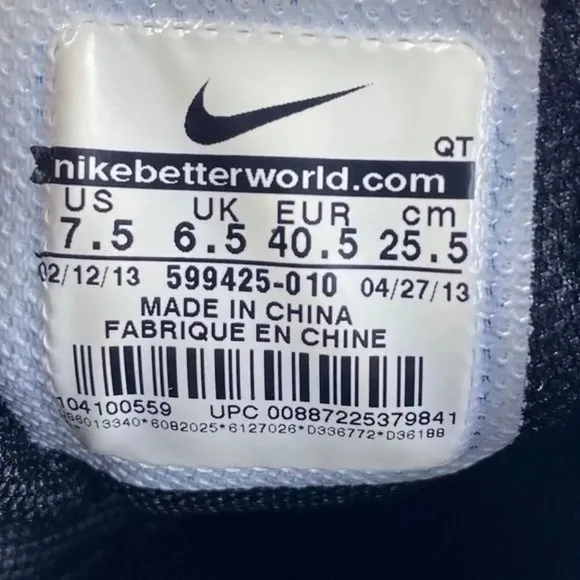 QT
nikebetterworld.com
US UK EUR cm
7.5 6.5 40.5 25.5
02/12/13 599425-010 04/27/13
MADE IN CHINA
FABRIQUE EN CHINE
104100559 UPC 00887225379841